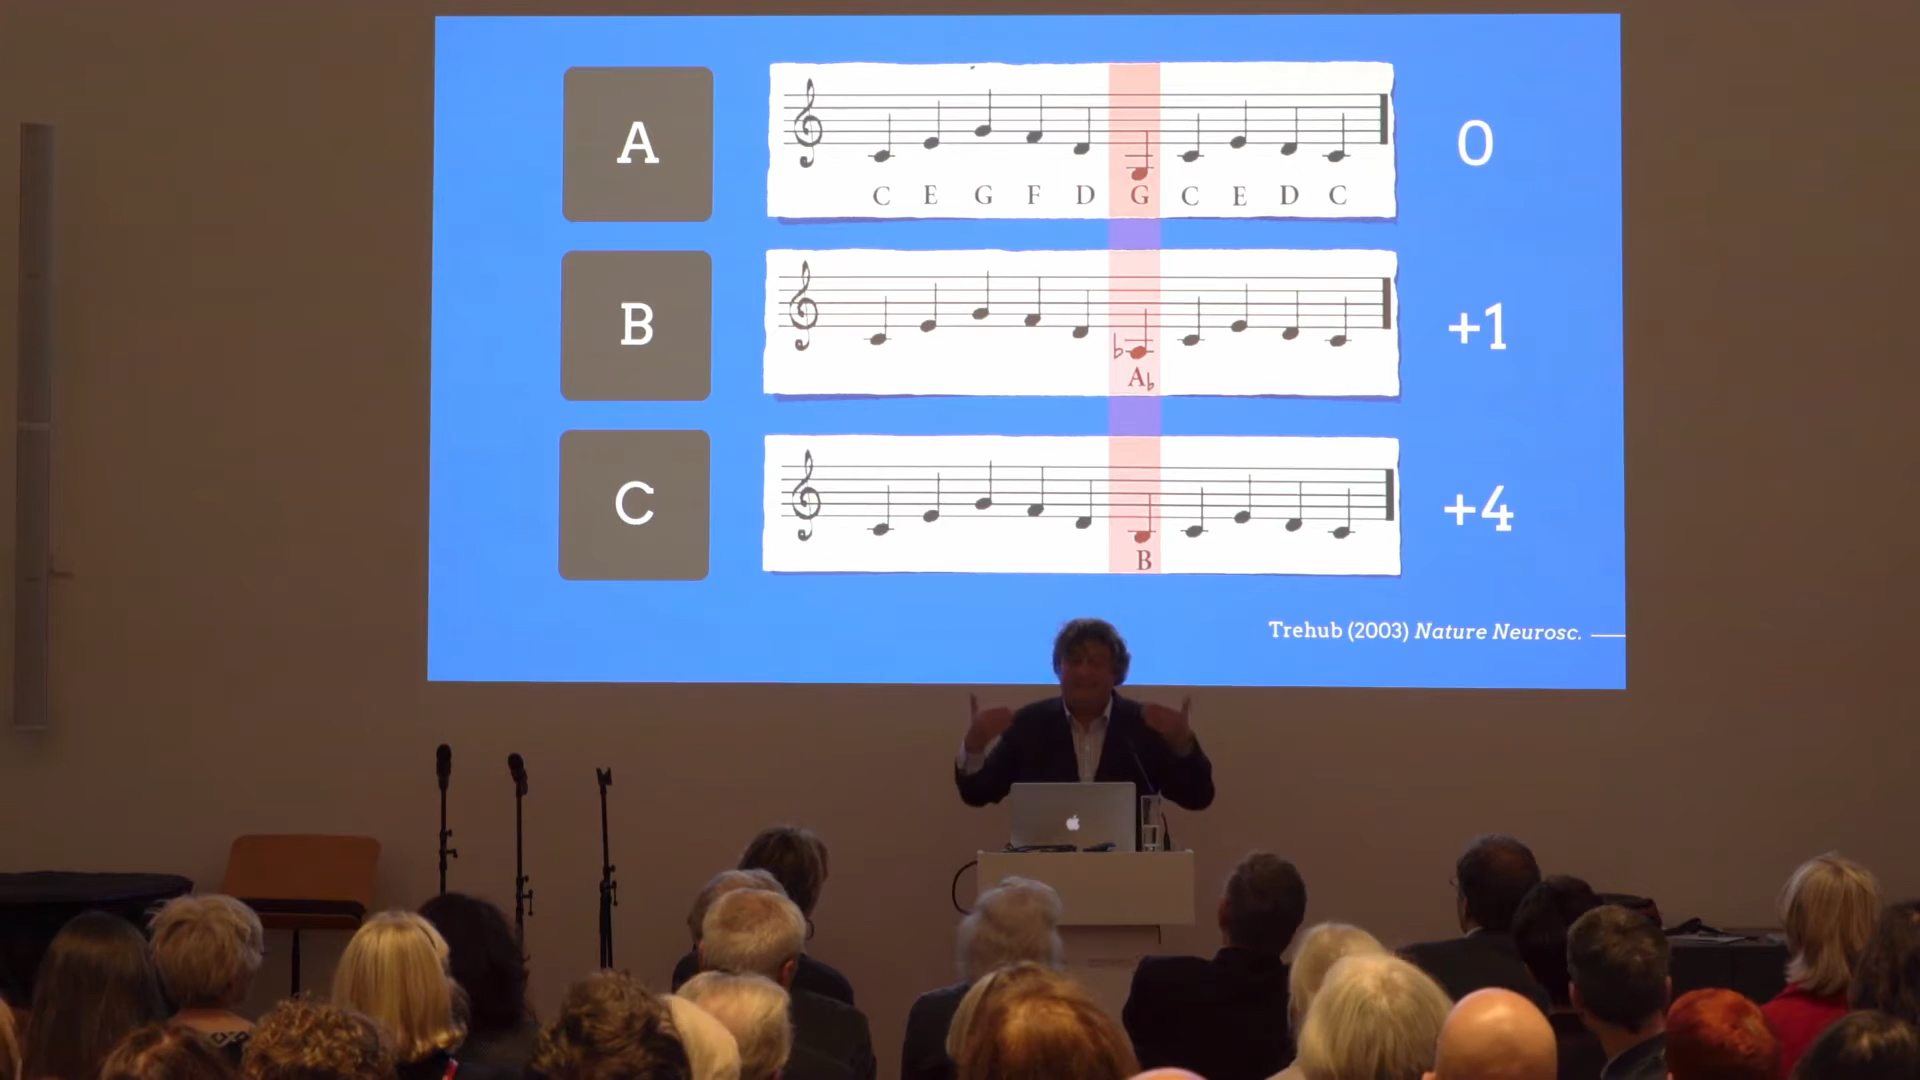 A
C E G F D G C E D C
0
B
♭
A♭
+1
C
B
+4
Trehub (2003) Nature Neurosc.